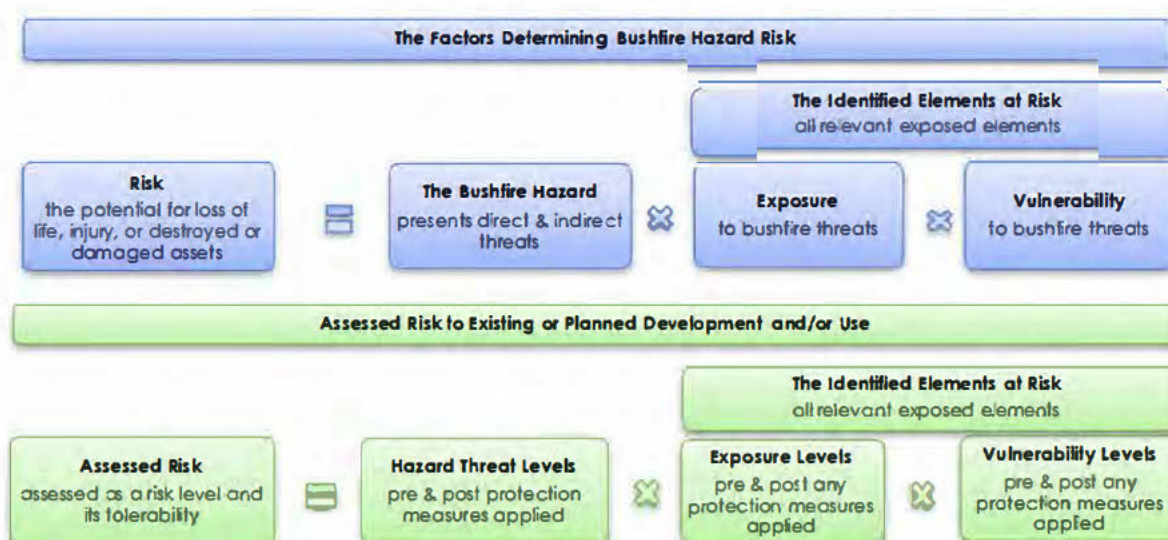 The Factors Determining Bushfire Hazard Risk
The Identified Elements at Risk
all relevant exposed elements
Risk
the potential for loss of
life, injury, or destroyed or
damaged assets
The Bushfire Hazard
presents direct & indirect
threats
Exposure
to bushfire threats
Vulnerability
to bushfire threats
Assessed Risk to Existing or Planned Development and/or Use
The Identified Elements at Risk
all relevant exposed elements
Assessed Risk
assessed as a risk level and
its tolerability
Hazard Threat Levels
pre & post protection
measures applied
Exposure Levels
pre & post any
protection measures
applied
Vulnerability Levels
pre & post any
protection measures
applied